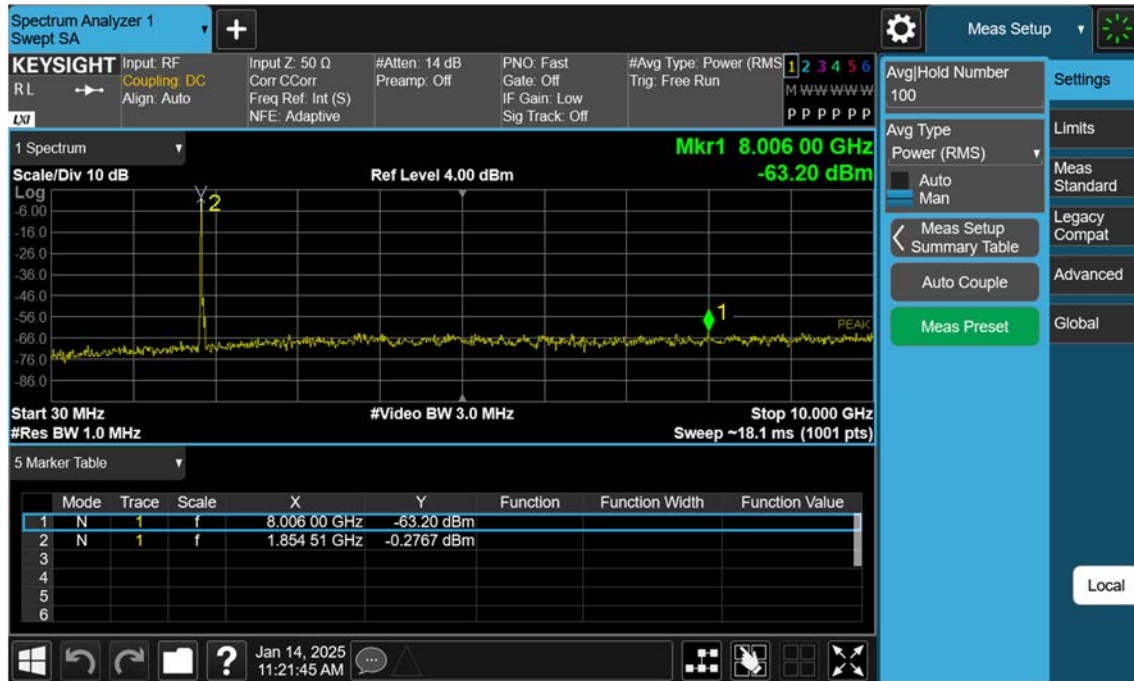 Spectrum Analyzer 1
Swept SA
Meas Setup
KEYSIGHT
RL
LXI
Input: RF
Coupling: DC
Align: Auto
Input Z: 50 Ω
Corr CCorr
Freq Ref: Int (S)
NFE: Adaptive
#Atten: 14 dB
Preamp: Off
PNO: Fast
Gate: Off
IF Gain: Low
Sig Track: Off
#Avg Type: Power (RMS
Trig: Free Run
1 2 3 4 5 6
M W W W W W
P P P P P P
1 Spectrum
Mkr1 8.006 00 GHz
-63.20 dBm
Scale/Div 10 dB
Ref Level 4.00 dBm
Log
-6.00
-16.0
-26.0
-36.0
-46.0
-56.0
-66.0
-76.0
-86.0
2
1
PEAK
Start 30 MHz
#Video BW 3.0 MHz
Stop 10.000 GHz
#Res BW 1.0 MHz
Sweep ~18.1 ms (1001 pts)
5 Marker Table
Mode Trace Scale X Y Function Function Width Function Value
1 N 1 f 8.006 00 GHz -63.20 dBm
2 N 1 f 1.854 51 GHz -0.2767 dBm
3
4
5
6
?
Jan 14, 2025
11:21:45 AM
Avg|Hold Number
100
Avg Type
Power (RMS)
Auto
Man
Meas Setup
Summary Table
Auto Couple
Meas Preset
Settings
Limits
Meas
Standard
Legacy
Compat
Advanced
Global
Local